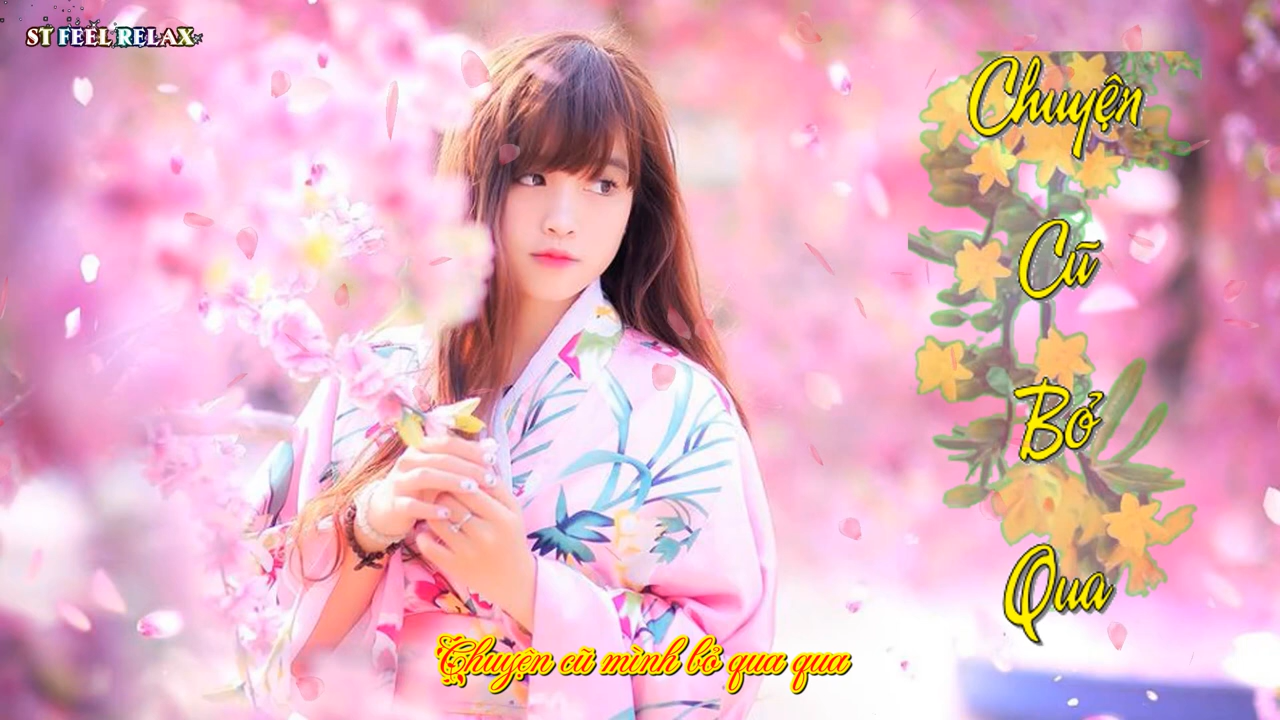 ST FEEL RELAX
Chuyện
Cũ
Bỏ
Qua
Chuyện cũ mình bỏ qua qua